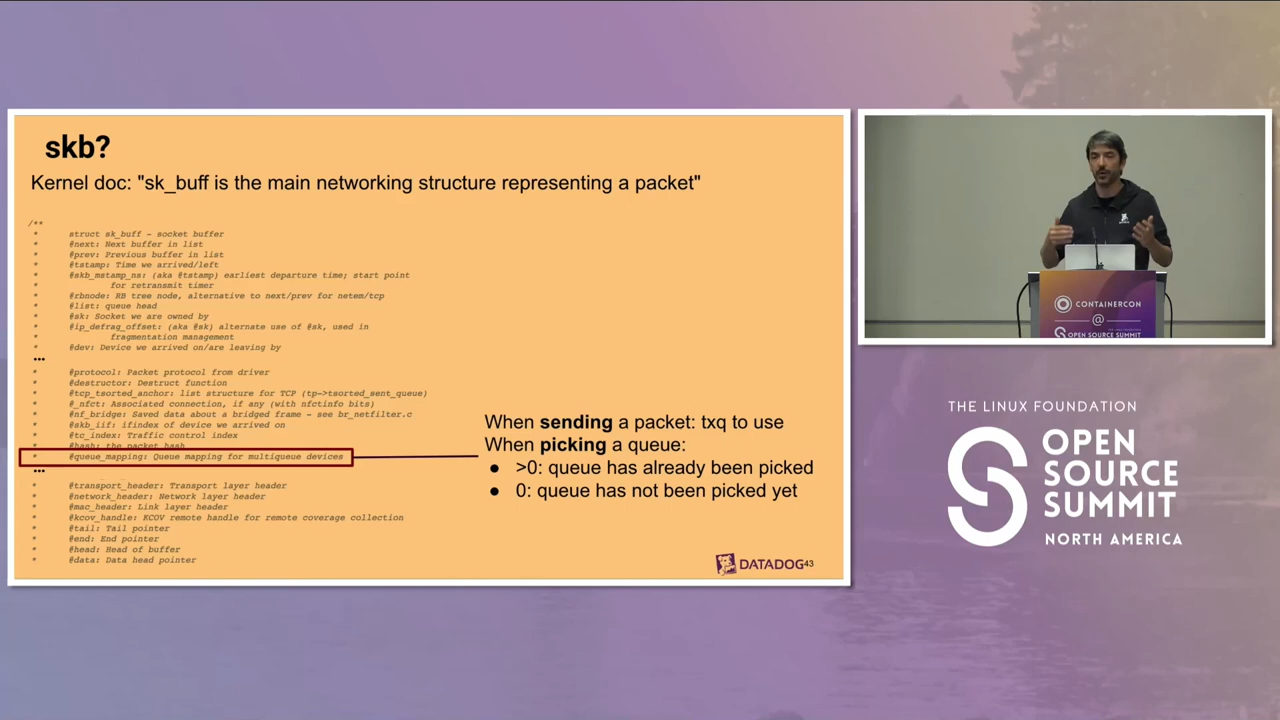 skb?
Kernel doc: "sk_buff is the main networking structure representing a packet"
/**
* struct sk_buff - socket buffer
* @next: Next buffer in list
* @prev: Previous buffer in list
* @tstamp: Time we arrived/left
* @skb_mstamp_ns: (aka @tstamp) earliest departure time; start point
* for retransmit timer
* @rbnode: RB tree node, alternative to next/prev for netem/tcp
* @list: queue head
* @sk: Socket we are owned by
* @ip_defrag_offset: (aka @sk) alternate use of @sk, used in
* fragmentation management
* @dev: Device we arrived on/are leaving by
...
* @protocol: Packet protocol from driver
* @destructor: Destruct function
* @tcp_tsorted_anchor: list structure for TCP (tp->tsorted_sent_queue)
* @_nfct: Associated connection, if any (with nfctinfo bits)
* @nf_bridge: Saved data about a bridged frame - see br_netfilter.c
* @skb_iif: ifindex of device we arrived on
* @tc_index: Traffic control index
* @hash: the packet hash
* @queue_mapping: Queue mapping for multiqueue devices
...
* @transport_header: Transport layer header
* @network_header: Network layer header
* @mac_header: Link layer header
* @kcov_handle: KCOV remote handle for remote coverage collection
* @tail: Tail pointer
* @end: End pointer
* @head: Head of buffer
* @data: Data head pointer
When sending a packet: txq to use
When picking a queue:
● >0: queue has already been picked
● 0: queue has not been picked yet
DATADOG 43
CONTAINERCON
@
THE LINUX FOUNDATION
OPEN SOURCE SUMMIT
THE LINUX FOUNDATION
OPEN
SOURCE
SUMMIT
NORTH AMERICA